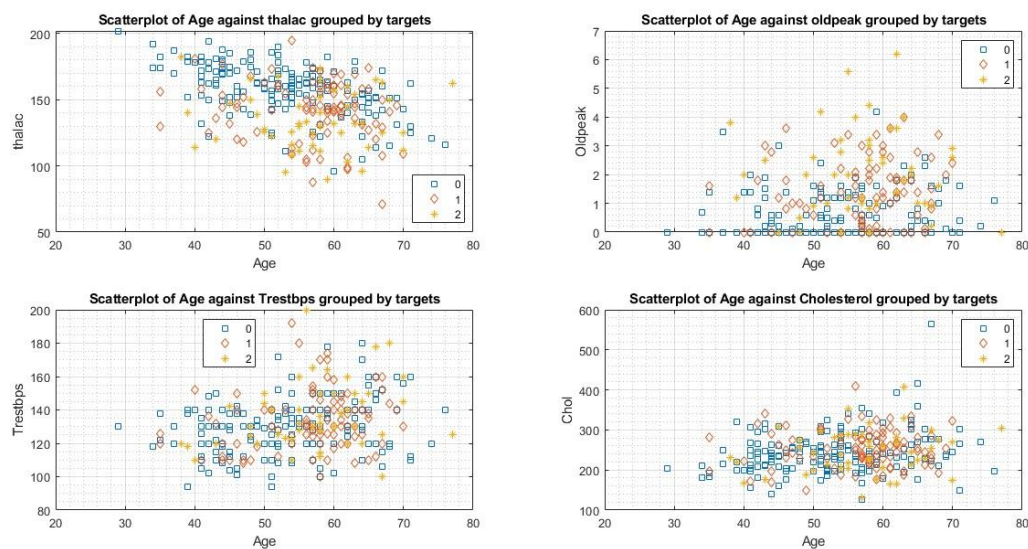 Scatterplot of Age against thalac grouped by targets
200
150
100
50
thalac
20 30 40 50 60 70 80
Age
0
1
2
Scatterplot of Age against oldpeak grouped by targets
7
6
5
4
3
2
1
0
Oldpeak
20 30 40 50 60 70 80
Age
0
1
2
Scatterplot of Age against Trestbps grouped by targets
200
180
160
140
120
100
80
Trestbps
20 30 40 50 60 70 80
Age
0
1
2
Scatterplot of Age against Cholesterol grouped by targets
600
500
400
300
200
100
Chol
20 30 40 50 60 70 80
Age
0
1
2